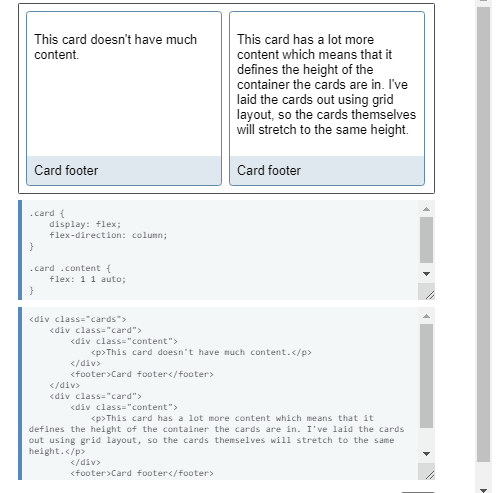 This card doesn't have much
content.
Card footer
This card has a lot more
content which means that it
defines the height of the
container the cards are in. I've
laid the cards out using grid
layout, so the cards themselves
will stretch to the same height.
Card footer
.card {
    display: flex;
    flex-direction: column;
}

.card .content {
    flex: 1 1 auto;
}
<div class="cards">
    <div class="card">
        <div class="content">
            <p>This card doesn't have much content.</p>
        </div>
        <footer>Card footer</footer>
    </div>
    <div class="card">
        <div class="content">
            <p>This card has a lot more content which means that it
defines the height of the container the cards are in. I've laid the cards
out using grid layout, so the cards themselves will stretch to the same
height.</p>
        </div>
        <footer>Card footer</footer>